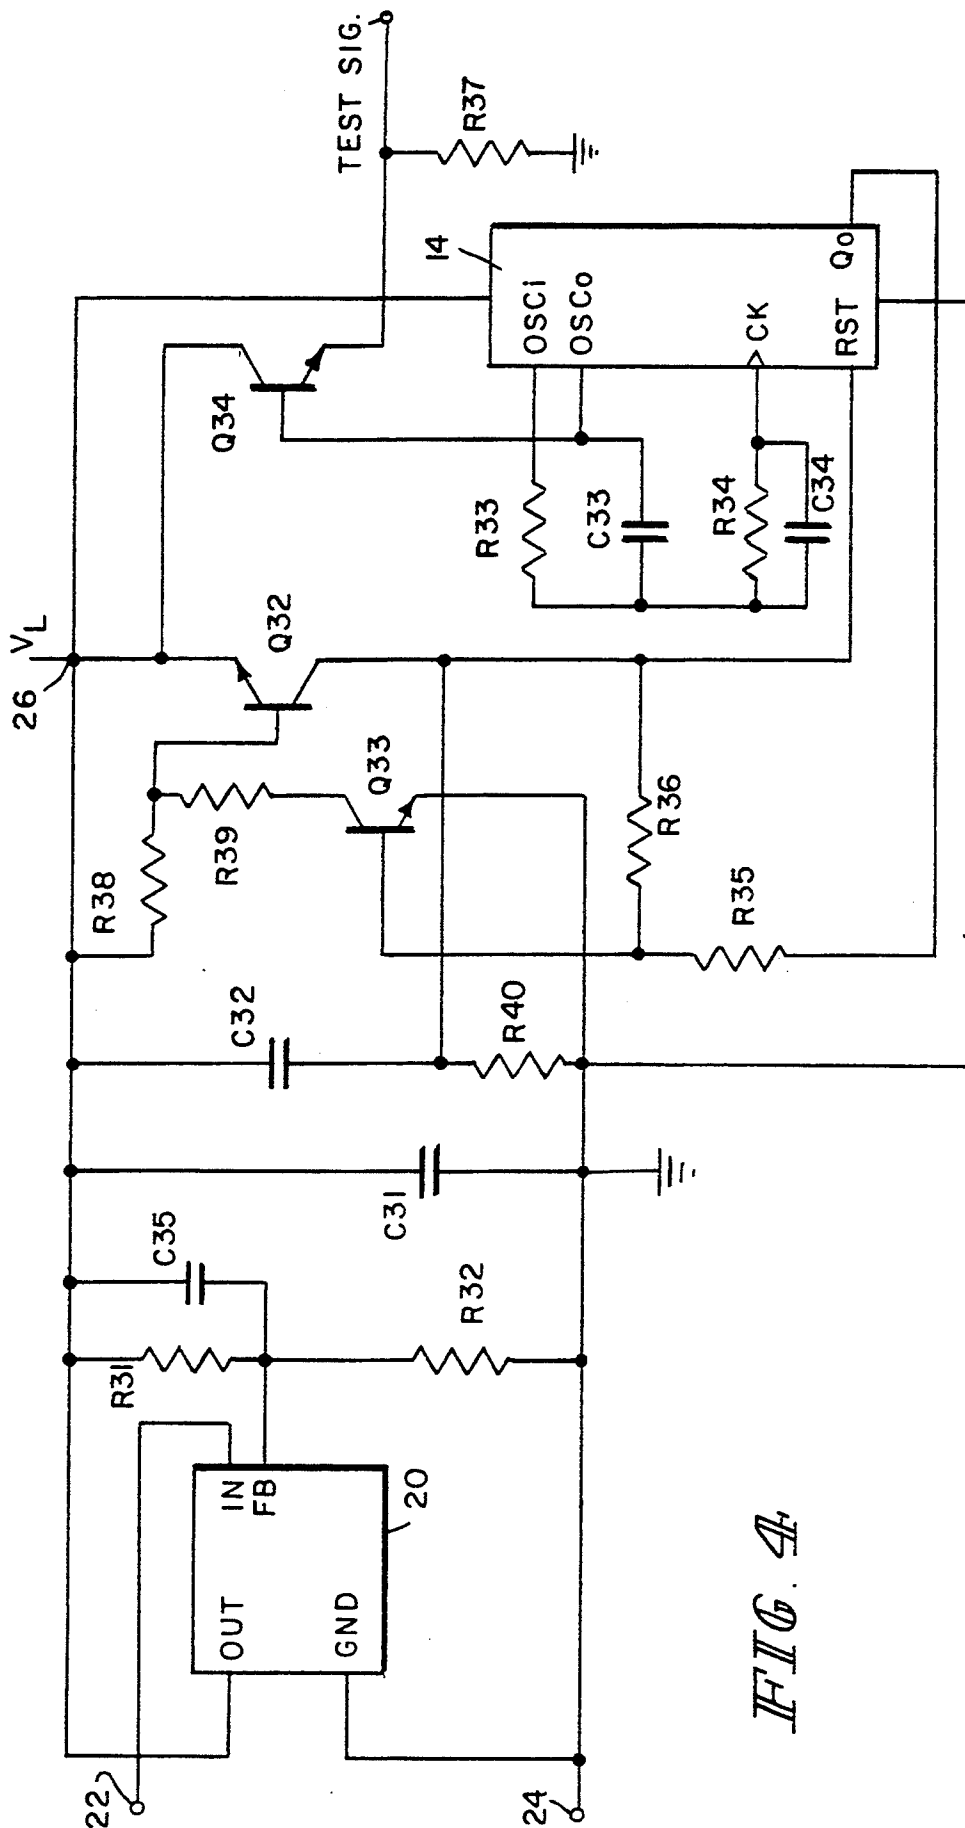 22
24
OUT
IN
FB
GND
20
R31
C35
R32
C31
C32
R40
R38
R39
Q33
R36
R35
26
VL
Q32
Q34
R33
C33
R34
C34
14
OSCi
OSCo
CK
RST
Qo
TEST SIG.
R37
FIG. 4